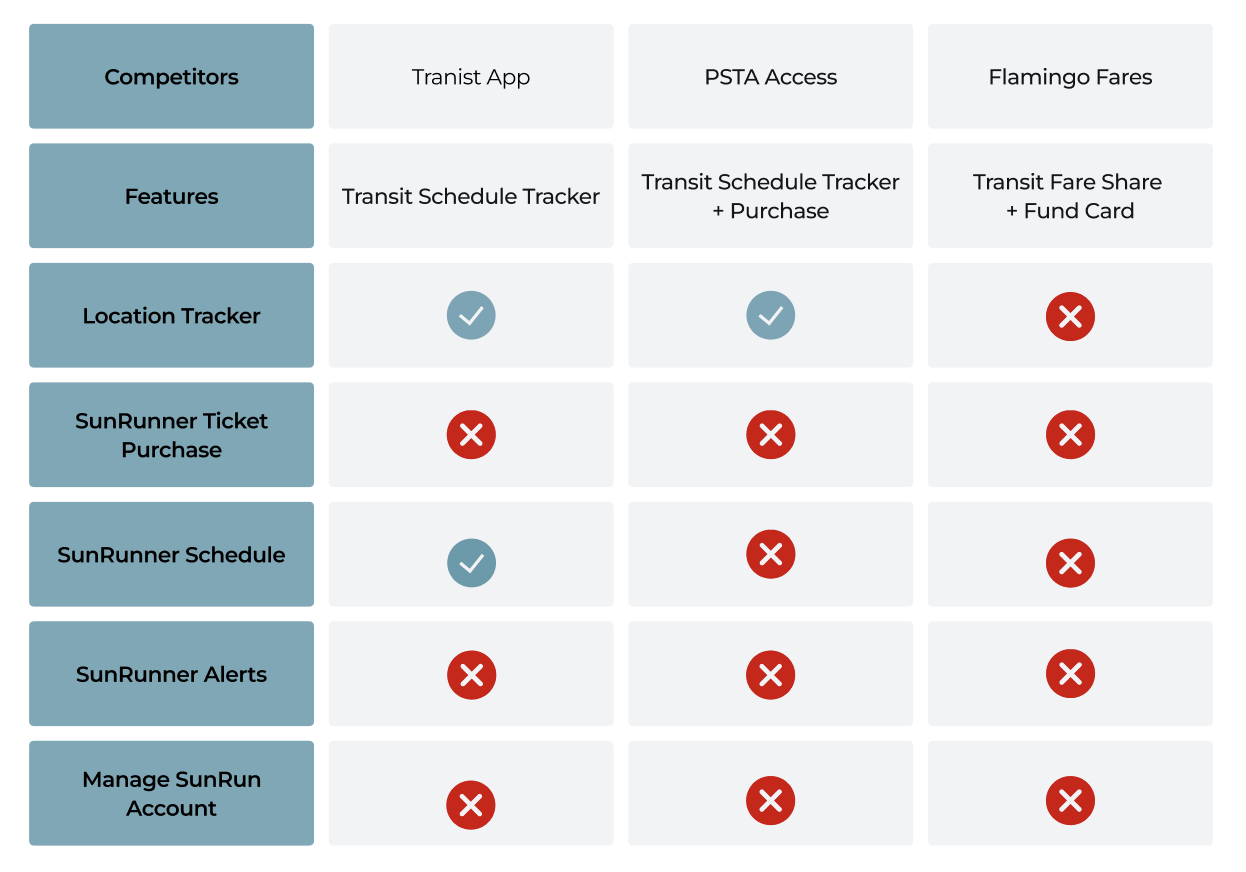 Competitors
Tranist App
PSTA Access
Flamingo Fares
Features
Transit Schedule Tracker
Transit Schedule Tracker
+ Purchase
Transit Fare Share
+ Fund Card
Location Tracker
SunRunner Ticket
Purchase
SunRunner Schedule
SunRunner Alerts
Manage SunRun
Account